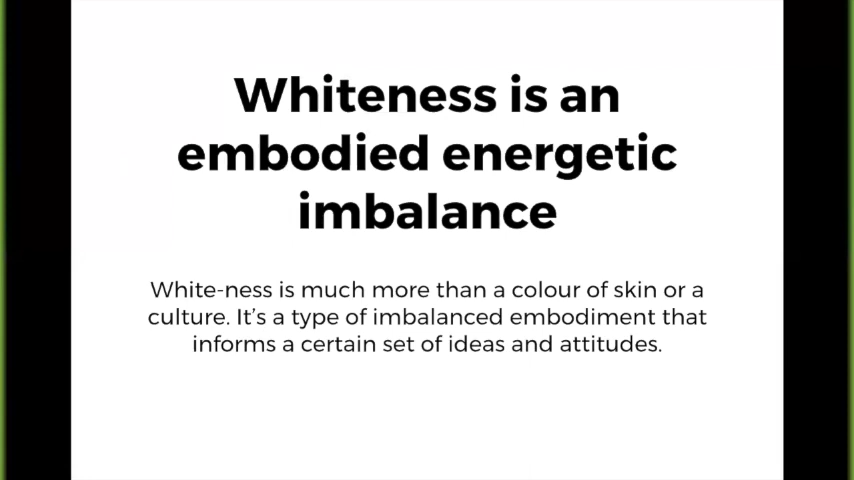 Whiteness is an
embodied energetic
imbalance
White-ness is much more than a colour of skin or a
culture. It's a type of imbalanced embodiment that
informs a certain set of ideas and attitudes.